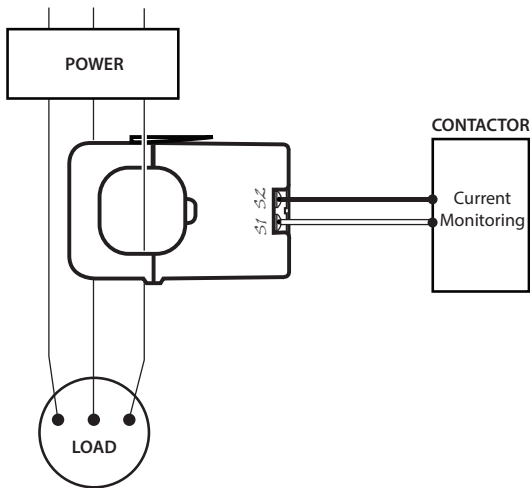 POWER
CONTACTOR
S1 S2
Current
Monitoring
LOAD